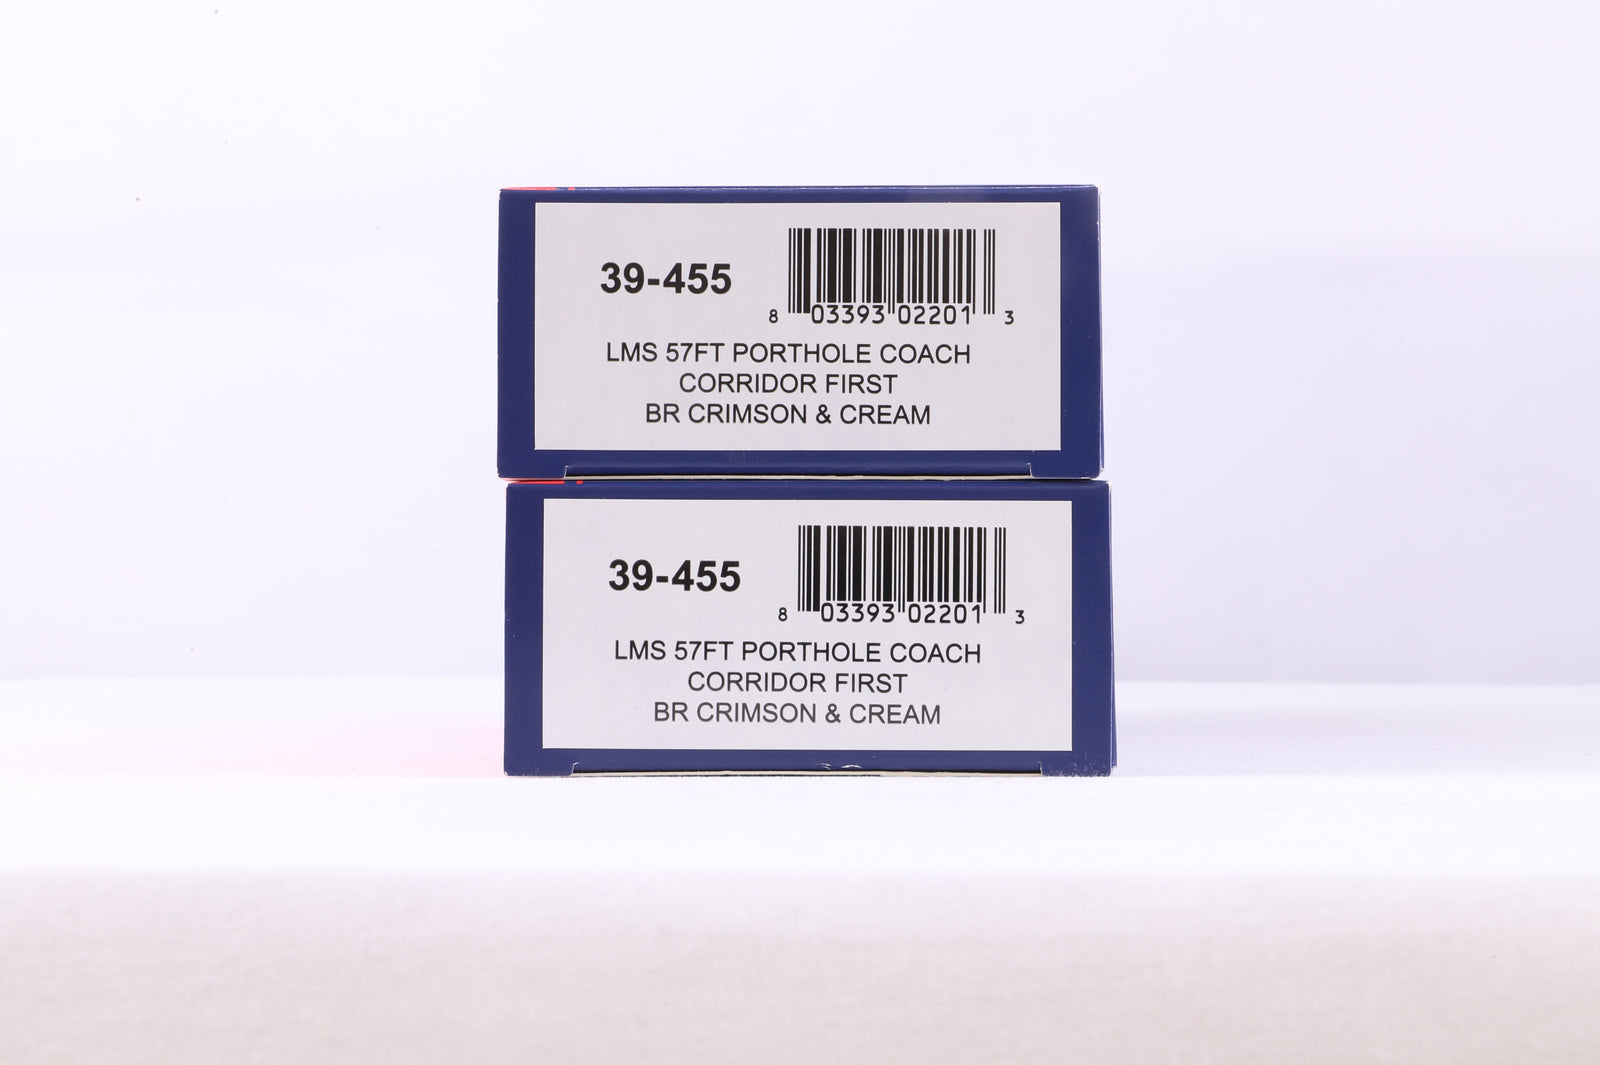 39-455
8 03393 02201 3
LMS 57FT PORTHOLE COACH
CORRIDOR FIRST
BR CRIMSON & CREAM
39-455
8 03393 02201 3
LMS 57FT PORTHOLE COACH
CORRIDOR FIRST
BR CRIMSON & CREAM